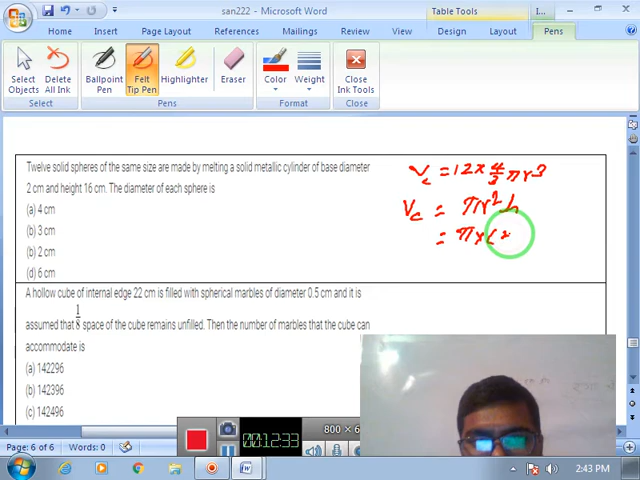 san222 - Microsoft Word
Table Tools
I...
Home Insert Page Layout References Mailings Review View Design Layout Pens
Select Objects
Delete All Ink
Ballpoint Pen
Felt Tip Pen
Highlighter
Eraser
Color
Weight
Close Ink Tools
Select Pens Format Close
Twelve solid spheres of the same size are made by melting a solid metallic cylinder of base diameter
2 cm and height 16 cm. The diameter of each sphere is
(a) 4 cm
(b) 3 cm
(b) 2 cm
(d) 6 cm
Vc = 12 × 4/3 πr3
Vc = πr2h
= π×(
A hollow cube of internal edge 22 cm is filled with spherical marbles of diameter 0.5 cm and it is
assumed that 1/8 space of the cube remains unfilled. Then the number of marbles that the cube can
accommodate is
(a) 142296
(b) 142396
(c) 142496
800 × 6
00:12:33
Page: 6 of 6 Words: 0
2:43 PM